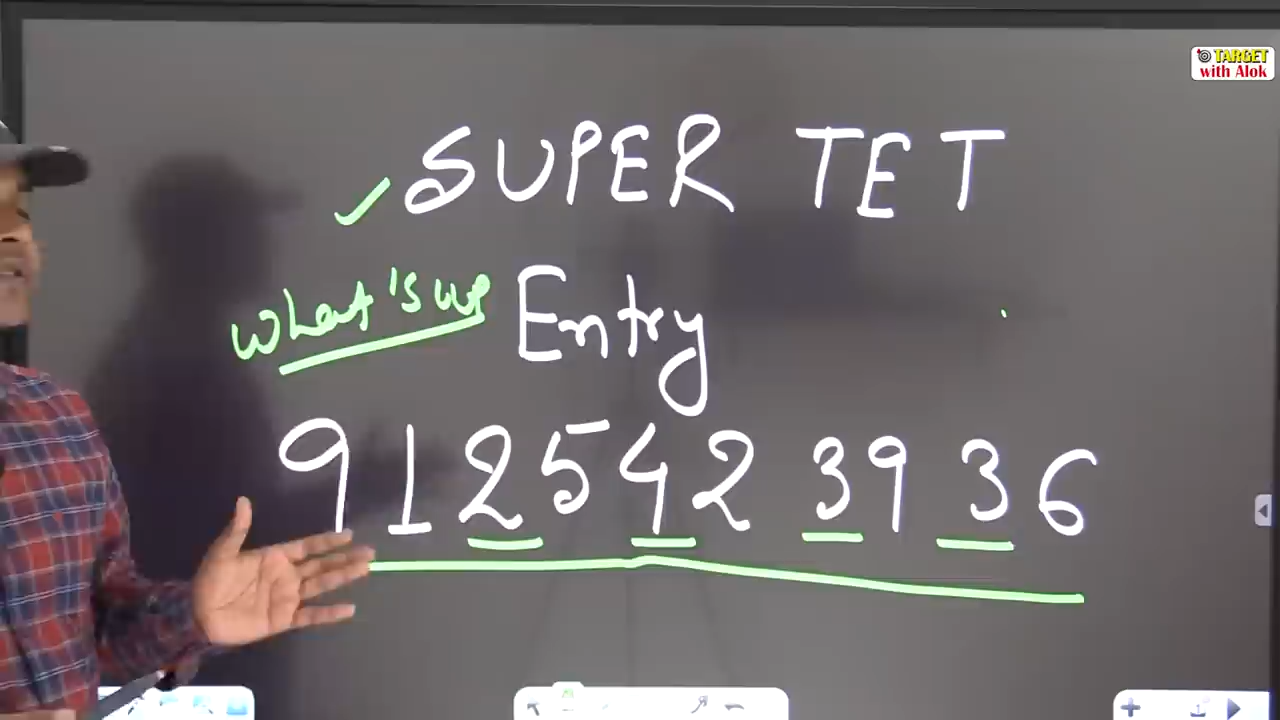 TARGET
with Alok
SUPER TET
What's up Entry
9125423936